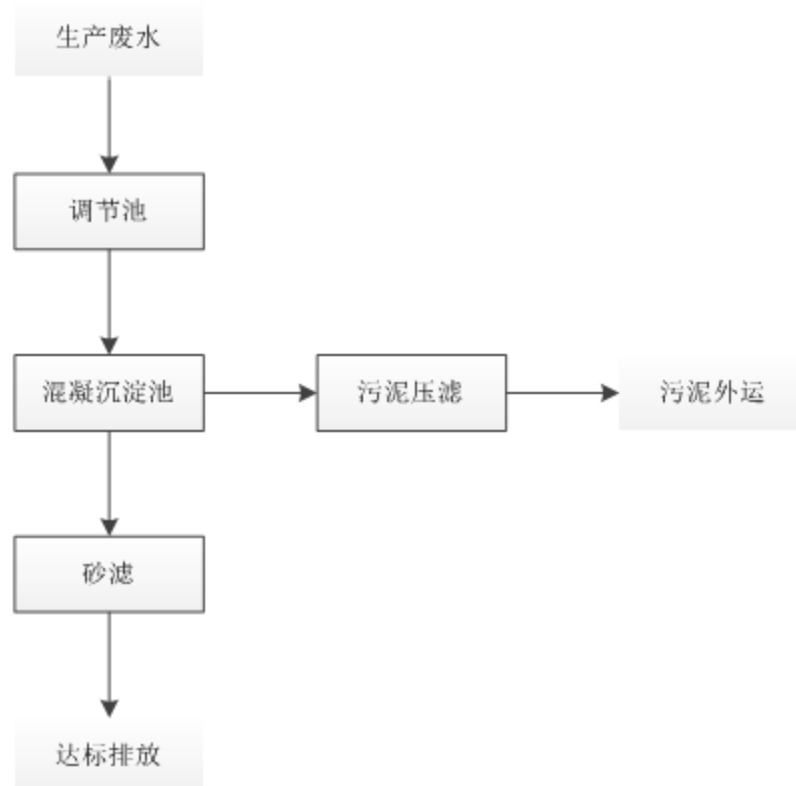 生产废水
调节池
混凝沉淀池
污泥压滤
污泥外运
砂滤
达标排放